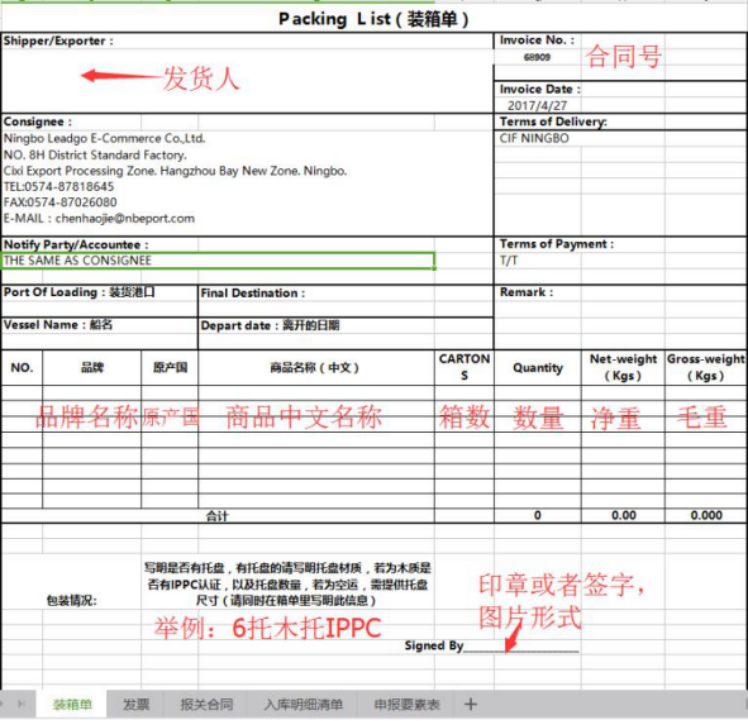 Packing List（装箱单）
Shipper/Exporter：
发货人
Invoice No.：
68909
合同号
Invoice Date：
2017/4/27
Consignee：
Ningbo Leadgo E-Commerce Co.,Ltd.
NO. 8H District Standard Factory.
Cixi Export Processing Zone. Hangzhou Bay New Zone. Ningbo.
TEL:0574-87818645
FAX:0574-87026080
E-MAIL：chenhaojie@nbeport.com
Terms of Delivery:
CIF NINGBO
Notify Party/Accountee：
THE SAME AS CONSIGNEE
Terms of Payment：
T/T
Port Of Loading：装货港口
Final Destination：
Remark：
Vessel Name：船名
Depart date：离开的日期
NO. 品牌 原产国 商品名称（中文） CARTONS Quantity Net-weight（Kgs） Gross-weight（Kgs）
品牌名称 原产国 商品中文名称 箱数 数量 净重 毛重
合计 0 0.00 0.000
包装情况:
写明是否有托盘，有托盘的请写明托盘材质，若为木质是
否有IPPC认证，以及托盘数量，若为空运，需提供托盘
尺寸（请同时在箱单里写明此信息）
举例：6托木托IPPC
印章或者签字，
图片形式
Signed By
装箱单 发票 报关合同 入库明细清单 申报要素表 +